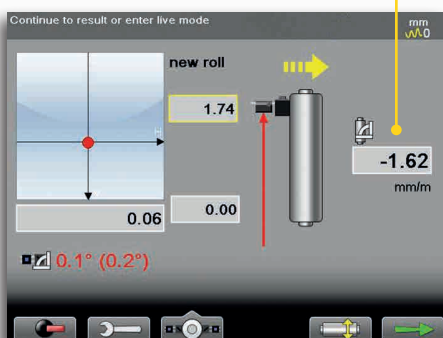 Continue to result or enter live mode
mm
0
new roll
1.74
-1.62
mm/m
0.06
0.00
0.1° (0.2°)